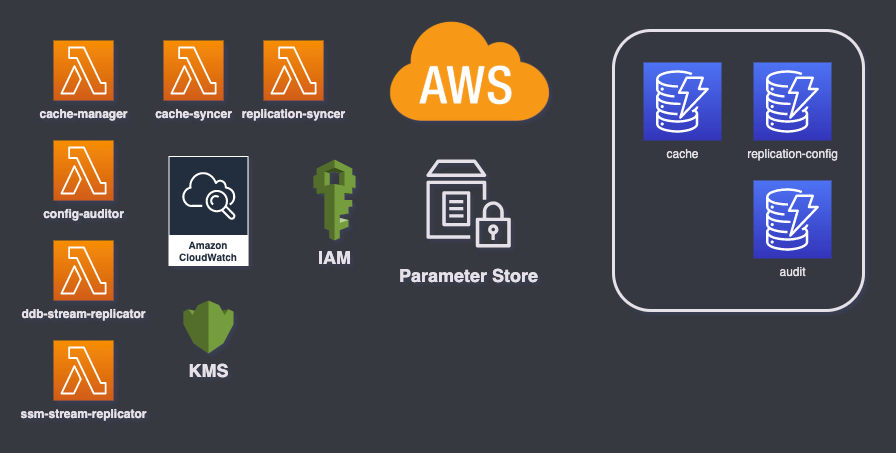 AWS
cache-manager
cache-syncer
replication-syncer
cache
replication-config
config-auditor
Amazon
CloudWatch
IAM
Parameter Store
audit
ddb-stream-replicator
KMS
ssm-stream-replicator